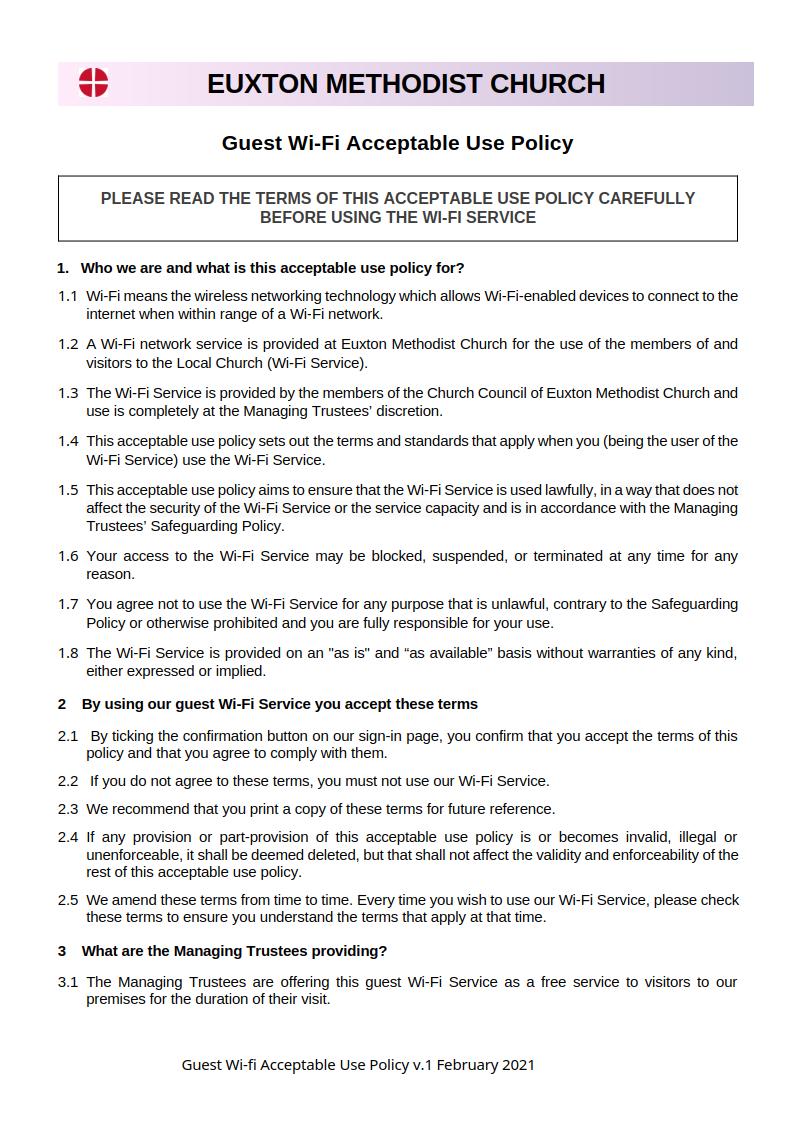 EUXTON METHODIST CHURCH
Guest Wi-Fi Acceptable Use Policy
PLEASE READ THE TERMS OF THIS ACCEPTABLE USE POLICY CAREFULLY
BEFORE USING THE WI-FI SERVICE
1. Who we are and what is this acceptable use policy for?
1.1 Wi-Fi means the wireless networking technology which allows Wi-Fi-enabled devices to connect to the
internet when within range of a Wi-Fi network.
1.2 A Wi-Fi network service is provided at Euxton Methodist Church for the use of the members of and
visitors to the Local Church (Wi-Fi Service).
1.3 The Wi-Fi Service is provided by the members of the Church Council of Euxton Methodist Church and
use is completely at the Managing Trustees’ discretion.
1.4 This acceptable use policy sets out the terms and standards that apply when you (being the user of the
Wi-Fi Service) use the Wi-Fi Service.
1.5 This acceptable use policy aims to ensure that the Wi-Fi Service is used lawfully, in a way that does not
affect the security of the Wi-Fi Service or the service capacity and is in accordance with the Managing
Trustees’ Safeguarding Policy.
1.6 Your access to the Wi-Fi Service may be blocked, suspended, or terminated at any time for any
reason.
1.7 You agree not to use the Wi-Fi Service for any purpose that is unlawful, contrary to the Safeguarding
Policy or otherwise prohibited and you are fully responsible for your use.
1.8 The Wi-Fi Service is provided on an "as is" and “as available” basis without warranties of any kind,
either expressed or implied.
2 By using our guest Wi-Fi Service you accept these terms
2.1 By ticking the confirmation button on our sign-in page, you confirm that you accept the terms of this
policy and that you agree to comply with them.
2.2 If you do not agree to these terms, you must not use our Wi-Fi Service.
2.3 We recommend that you print a copy of these terms for future reference.
2.4 If any provision or part-provision of this acceptable use policy is or becomes invalid, illegal or
unenforceable, it shall be deemed deleted, but that shall not affect the validity and enforceability of the
rest of this acceptable use policy.
2.5 We amend these terms from time to time. Every time you wish to use our Wi-Fi Service, please check
these terms to ensure you understand the terms that apply at that time.
3 What are the Managing Trustees providing?
3.1 The Managing Trustees are offering this guest Wi-Fi Service as a free service to visitors to our
premises for the duration of their visit.
Guest Wi-fi Acceptable Use Policy v.1 February 2021